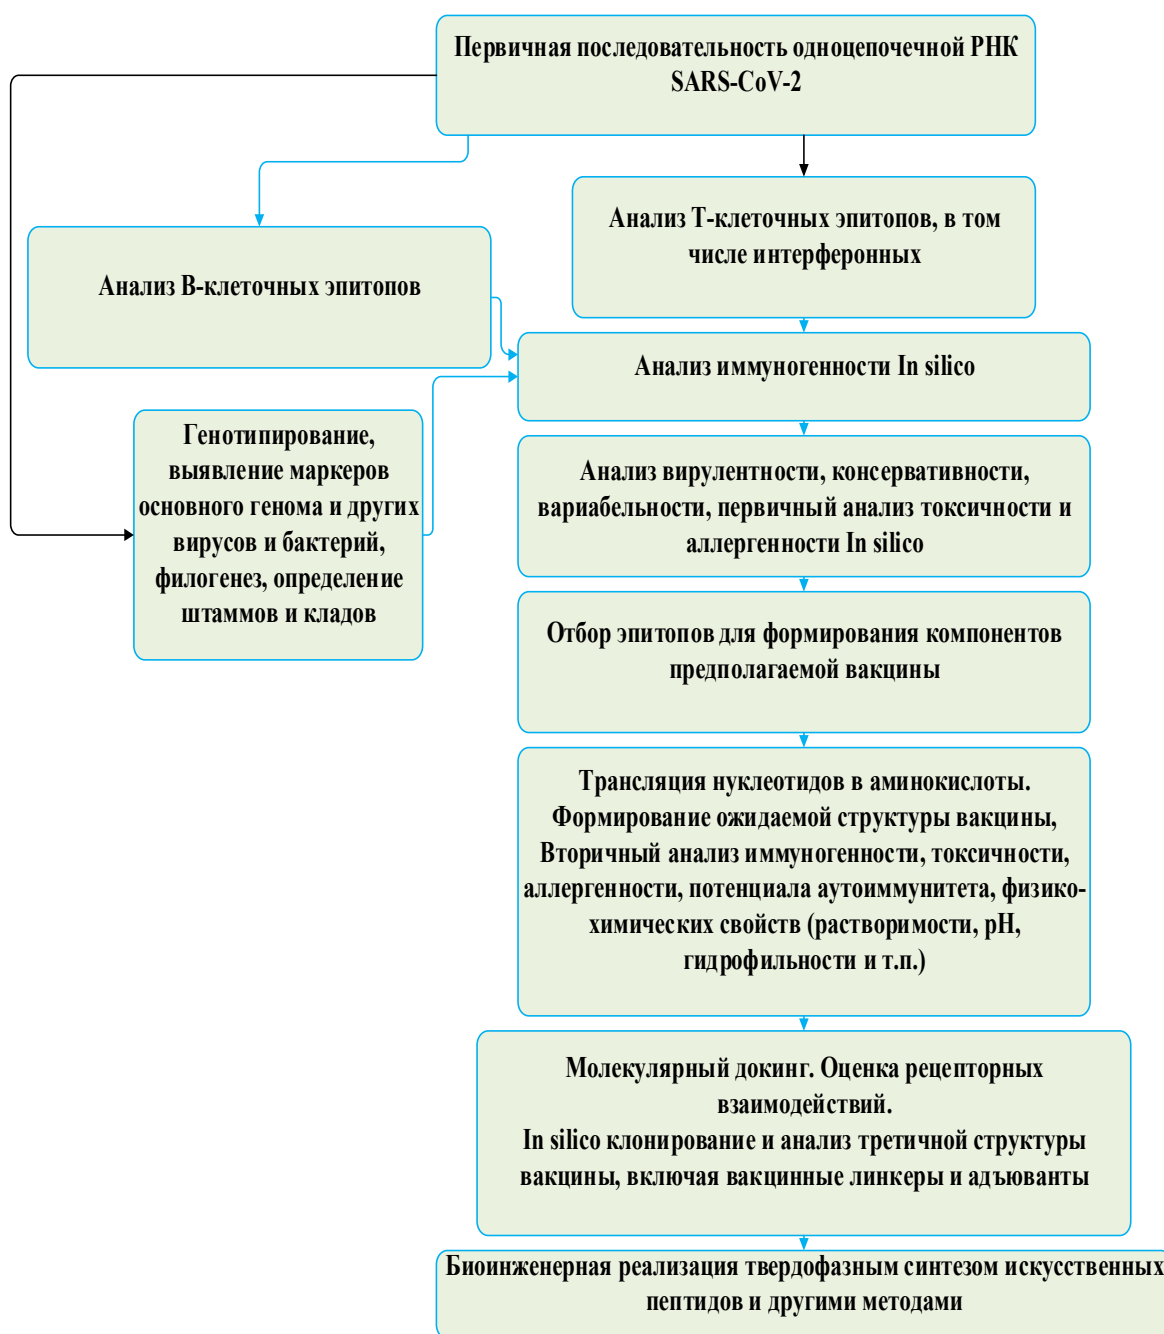 Первичная последовательность одноцепочечной РНК
SARS-CoV-2
Анализ Т-клеточных эпитопов, в том
числе интерферонных
Анализ В-клеточных эпитопов
Анализ иммуногенности In silico
Генотипирование,
выявление маркеров
основного генома и других
вирусов и бактерий,
филогенез, определение
штаммов и кладов
Анализ вирулентности, консервативности,
вариабельности, первичный анализ токсичности и
аллергенности In silico
Отбор эпитопов для формирования компонентов
предполагаемой вакцины
Трансляция нуклеотидов в аминокислоты.
Формирование ожидаемой структуры вакцины,
Вторичный анализ иммуногенности, токсичности,
аллергенности, потенциала аутоиммунитета, физико-
химических свойств (растворимости, pH,
гидрофильности и т.п.)
Молекулярный докинг. Оценка рецепторных
взаимодействий.
In silico клонирование и анализ третичной структуры
вакцины, включая вакцинные линкеры и адъюванты
Биоинженерная реализация твердофазным синтезом искусственных
пептидов и другими методами